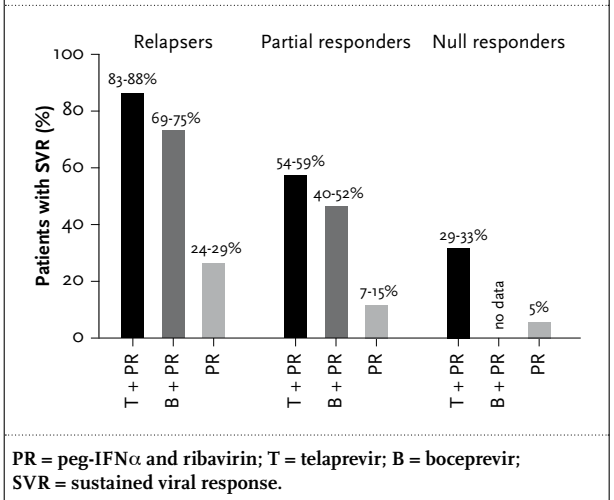 Relapsers Partial responders Null responders
100
80
60
40
20
0
Patients with SVR (%)
83-88%
69-75%
24-29%
54-59%
40-52%
7-15%
29-33%
no data
5%
T + PR
B + PR
PR
T + PR
B + PR
PR
T + PR
B + PR
PR
PR = peg-IFNα and ribavirin; T = telaprevir; B = boceprevir;
SVR = sustained viral response.